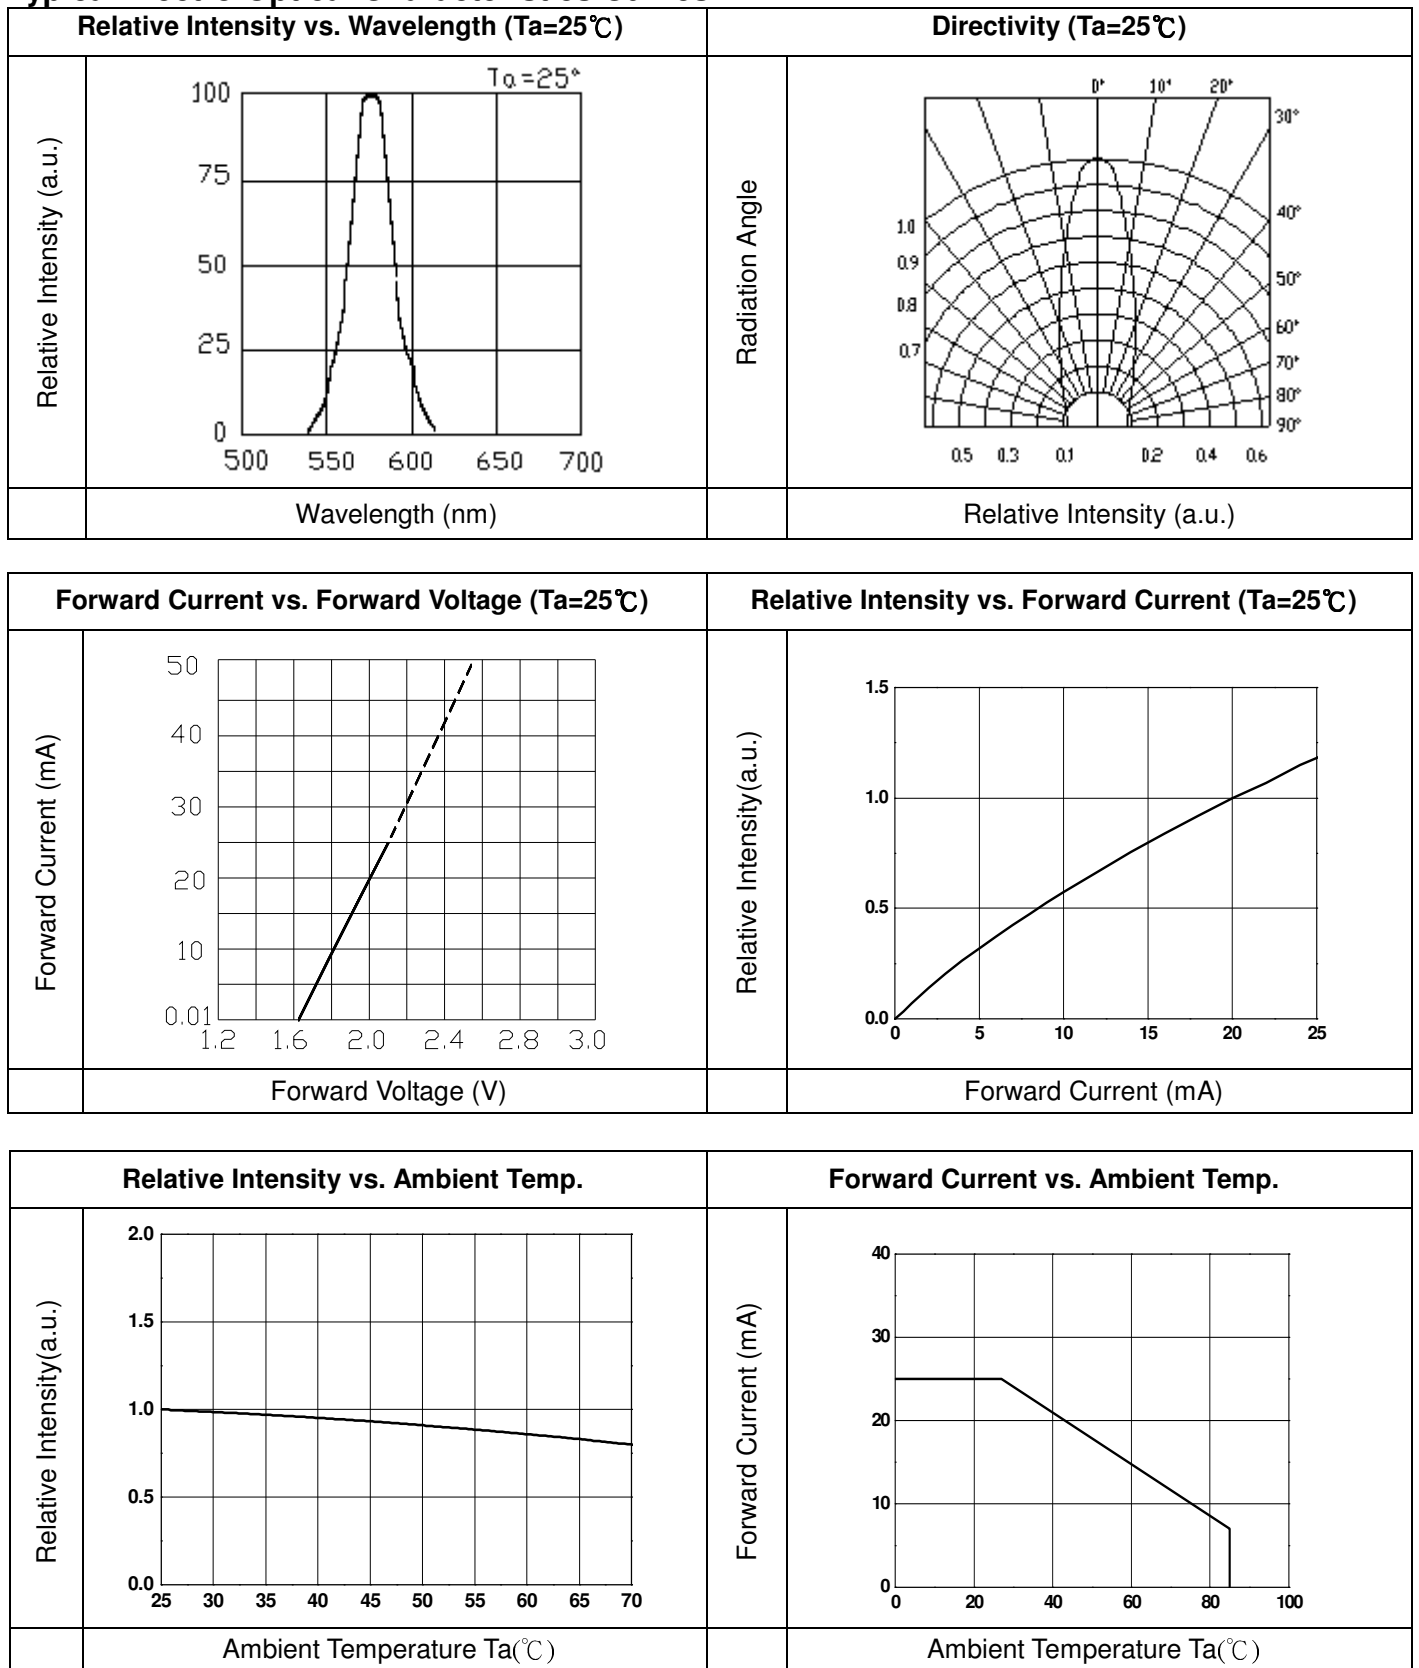 Relative Intensity vs. Wavelength (Ta=25℃)
Directivity (Ta=25℃)
Relative Intensity (a.u.)
Ta=25°
100
75
50
25
0
500 550 600 650 700
Wavelength (nm)
Radiation Angle
0° 10° 20°
30°
40°
50°
60°
70°
80°
90°
1.0
0.9
0.8
0.7
0.5 0.3 0.1 0.2 0.4 0.6
Relative Intensity (a.u.)
Forward Current vs. Forward Voltage (Ta=25℃)
Relative Intensity vs. Forward Current (Ta=25℃)
Forward Current (mA)
50
40
30
20
10
0.01
1.2 1.6 2.0 2.4 2.8 3.0
Forward Voltage (V)
Relative Intensity(a.u.)
1.5
1.0
0.5
0.0
0 5 10 15 20 25
Forward Current (mA)
Relative Intensity vs. Ambient Temp.
Forward Current vs. Ambient Temp.
Relative Intensity(a.u.)
2.0
1.5
1.0
0.5
0.0
25 30 35 40 45 50 55 60 65 70
Ambient Temperature Ta(℃)
Forward Current (mA)
40
30
20
10
0
0 20 40 60 80 100
Ambient Temperature Ta(℃)